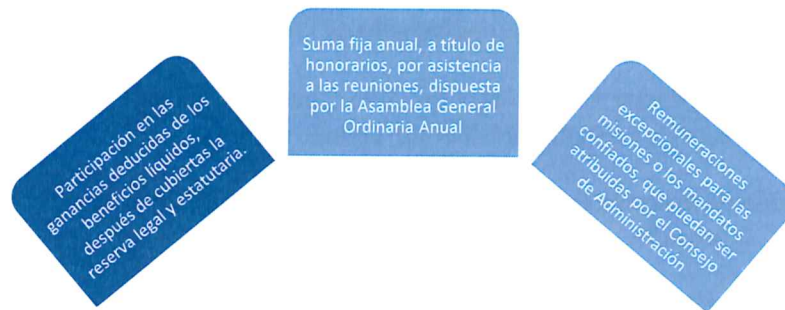 Participación en las
ganancias deducidas de los
beneficios líquidos,
después de cubiertas la
reserva legal y estatutaria.
Suma fija anual, a título de
honorarios, por asistencia
a las reuniones, dispuesta
por la Asamblea General
Ordinaria Anual
Remuneraciones
excepcionales para las
misiones o los mandatos
confiados, que puedan ser
atribuidas por el Consejo
de Administración